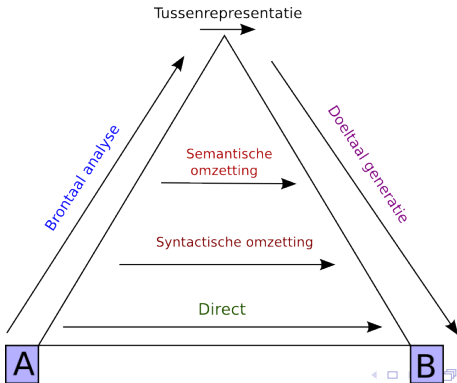 Tussenrepresentatie
Brontaal analyse
Doeltaal generatie
Semantische
omzetting
Syntactische omzetting
Direct
A
B